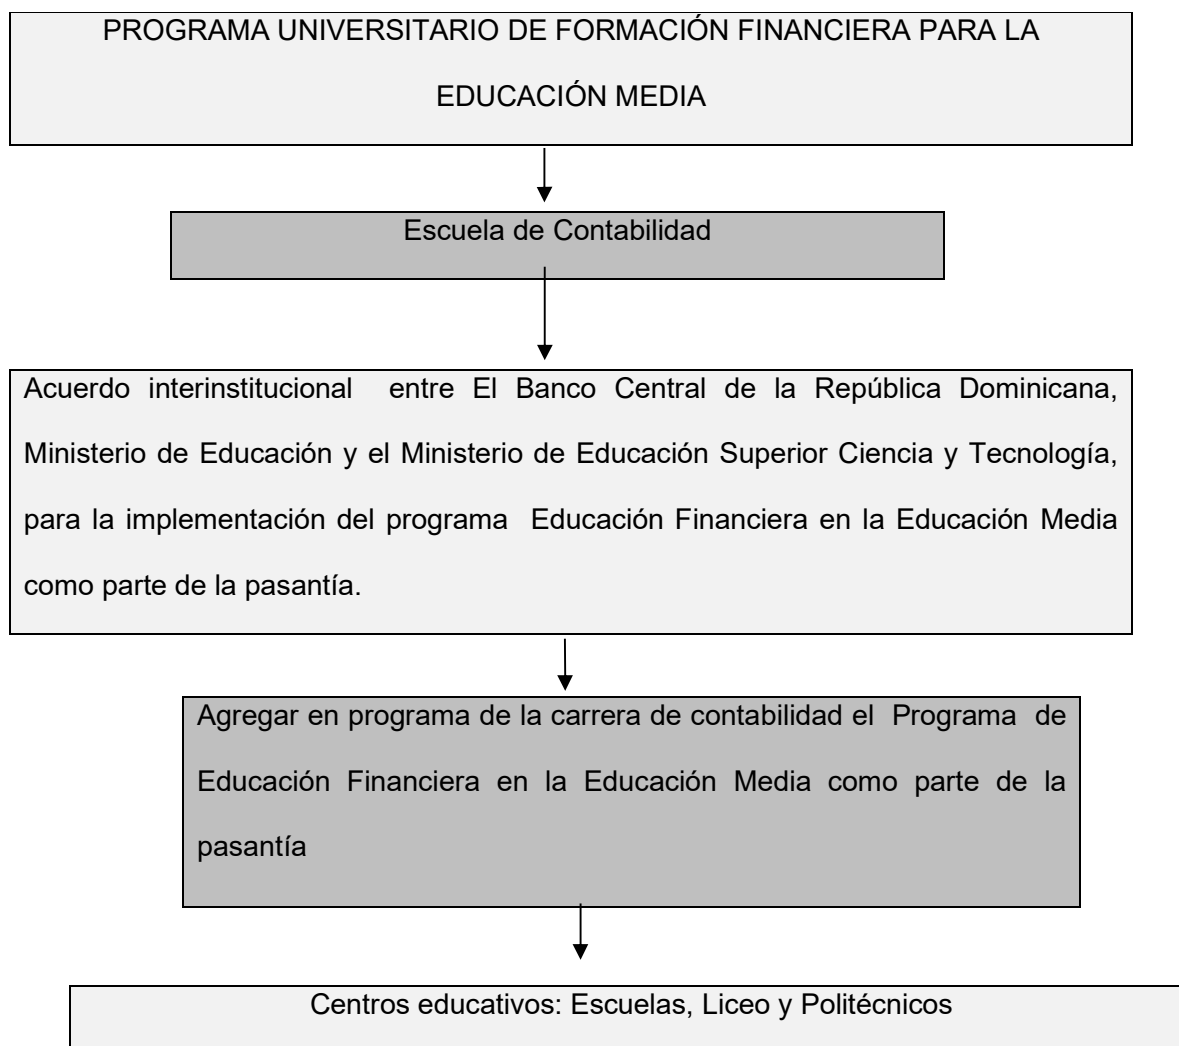 PROGRAMA UNIVERSITARIO DE FORMACIÓN FINANCIERA PARA LA
EDUCACIÓN MEDIA
Escuela de Contabilidad
Acuerdo interinstitucional entre El Banco Central de la República Dominicana,
Ministerio de Educación y el Ministerio de Educación Superior Ciencia y Tecnología,
para la implementación del programa Educación Financiera en la Educación Media
como parte de la pasantía.
Agregar en programa de la carrera de contabilidad el Programa de
Educación Financiera en la Educación Media como parte de la
pasantía
Centros educativos: Escuelas, Liceo y Politécnicos